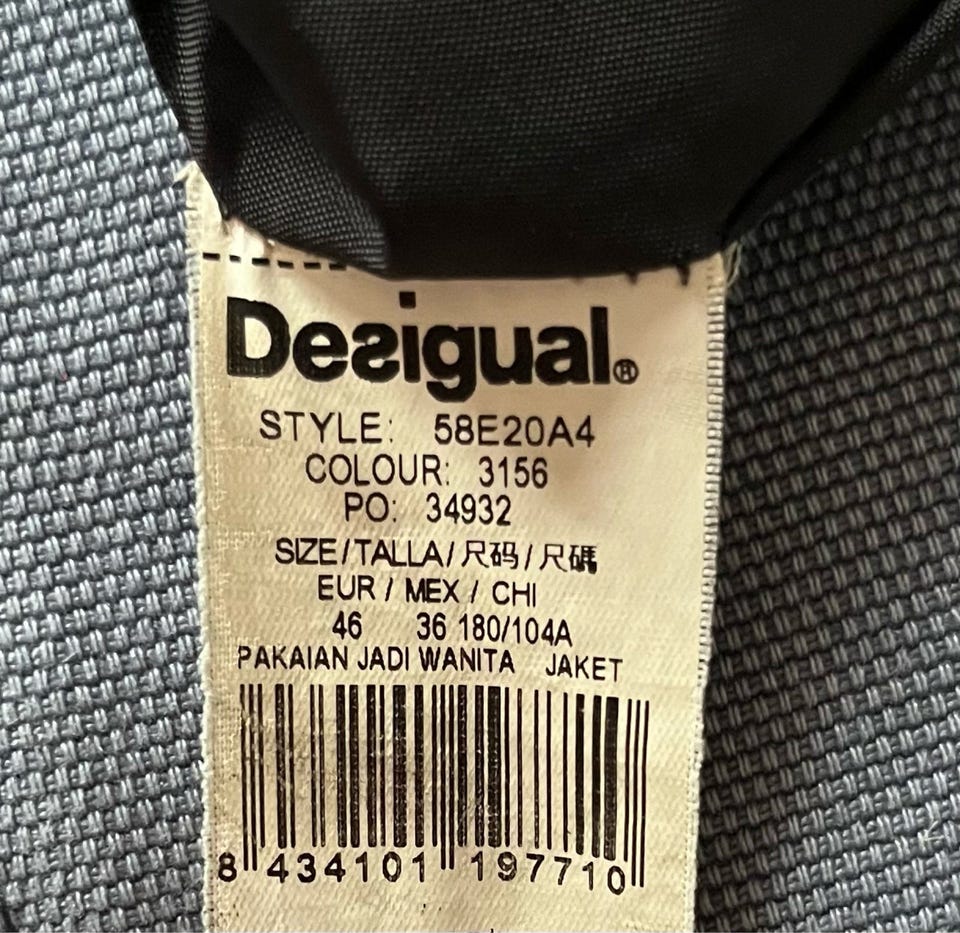 Desigual.®
STYLE: 58E20A4
COLOUR: 3156
PO: 34932
SIZE/TALLA/尺码/尺碼
EUR / MEX / CHI
46 36 180/104A
PAKAIAN JADI WANITA JAKET
8 434101 197710